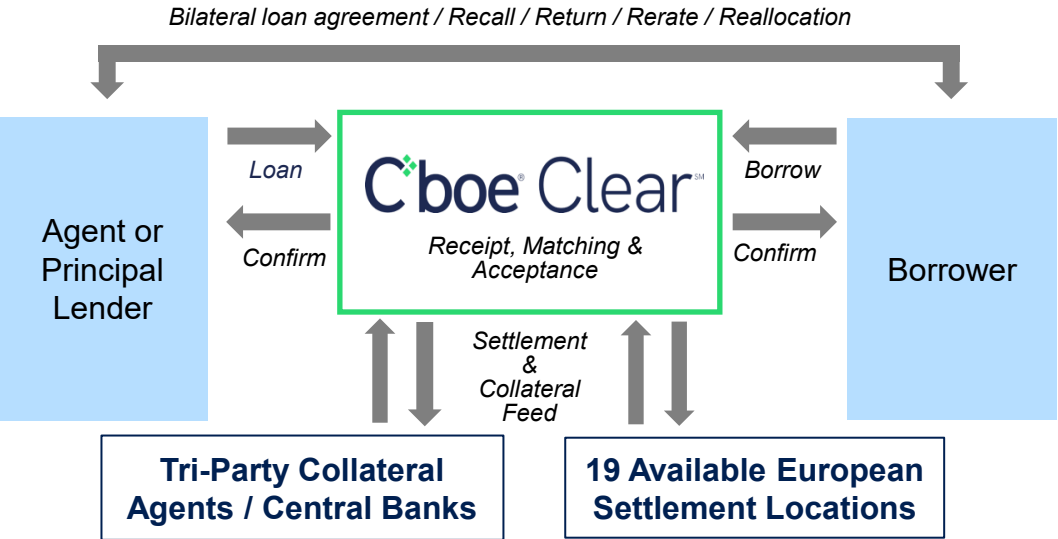 Bilateral loan agreement / Recall / Return / Rerate / Reallocation
Agent or
Principal
Lender
Loan
Confirm
Cboe® Clear℠
Receipt, Matching &
Acceptance
Borrow
Confirm
Borrower
Settlement
&
Collateral
Feed
Tri-Party Collateral
Agents / Central Banks
19 Available European
Settlement Locations